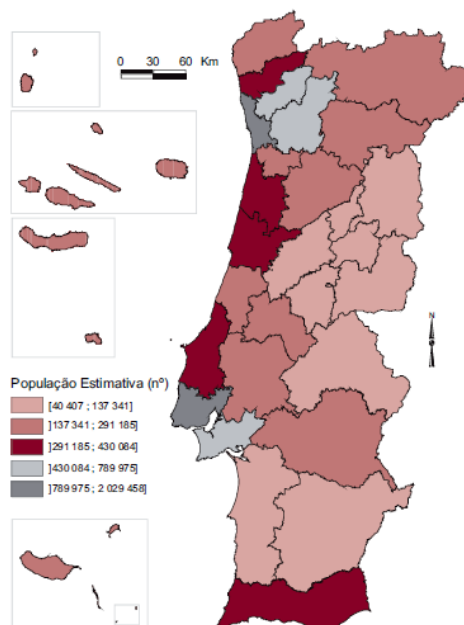 0 30 60 Km
N
População Estimativa (nº)
]40 407 ; 137 341]
]137 341 ; 291 185]
]291 185 ; 430 084]
]430 084 ; 789 975]
]789 975 ; 2 029 458]